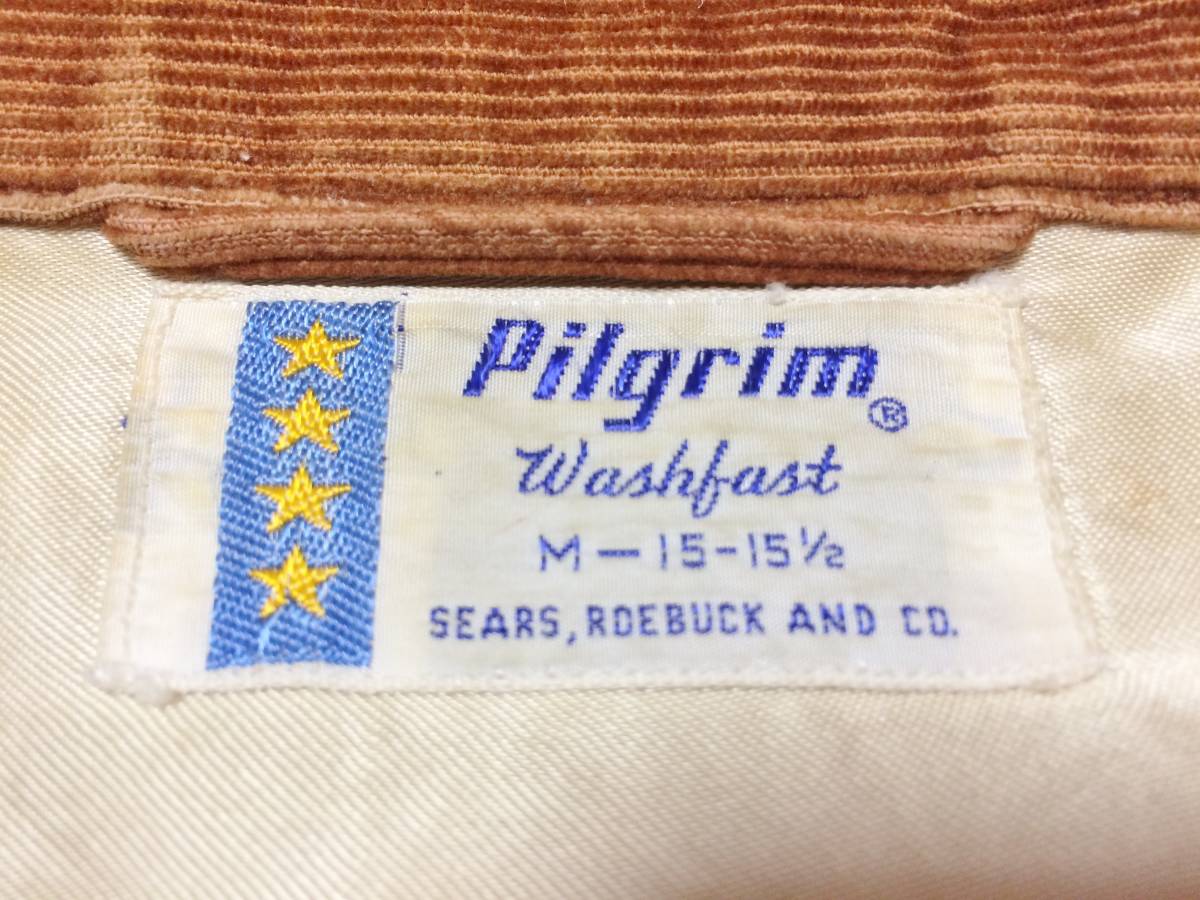 Pilgrim®
Washfast
M—15-15½
SEARS, ROEBUCK AND CO.